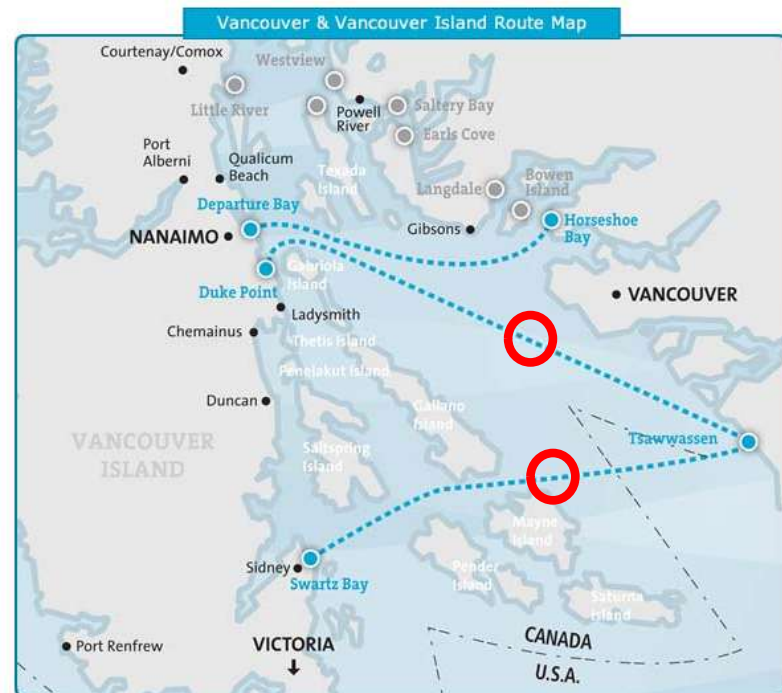 Vancouver & Vancouver Island Route Map
Courtenay/Comox
Westview
Little River
Powell
River
Saltery Bay
Earls Cove
Port
Alberni
Qualicum
Beach
Texada
Island
Langdale
Bowen
Island
Departure Bay
NANAIMO
Gibsons
Horseshoe
Bay
Gabriola
Island
Duke Point
VANCOUVER
Ladysmith
Chemainus
Thetis Island
Penelakut Island
Duncan
Galiano
Island
Tsawwassen
VANCOUVER
ISLAND
Saltspring
Island
Mayne
Island
Sidney
Swartz Bay
Pender
Island
Saturna
Island
Port Renfrew
VICTORIA
CANADA
U.S.A.